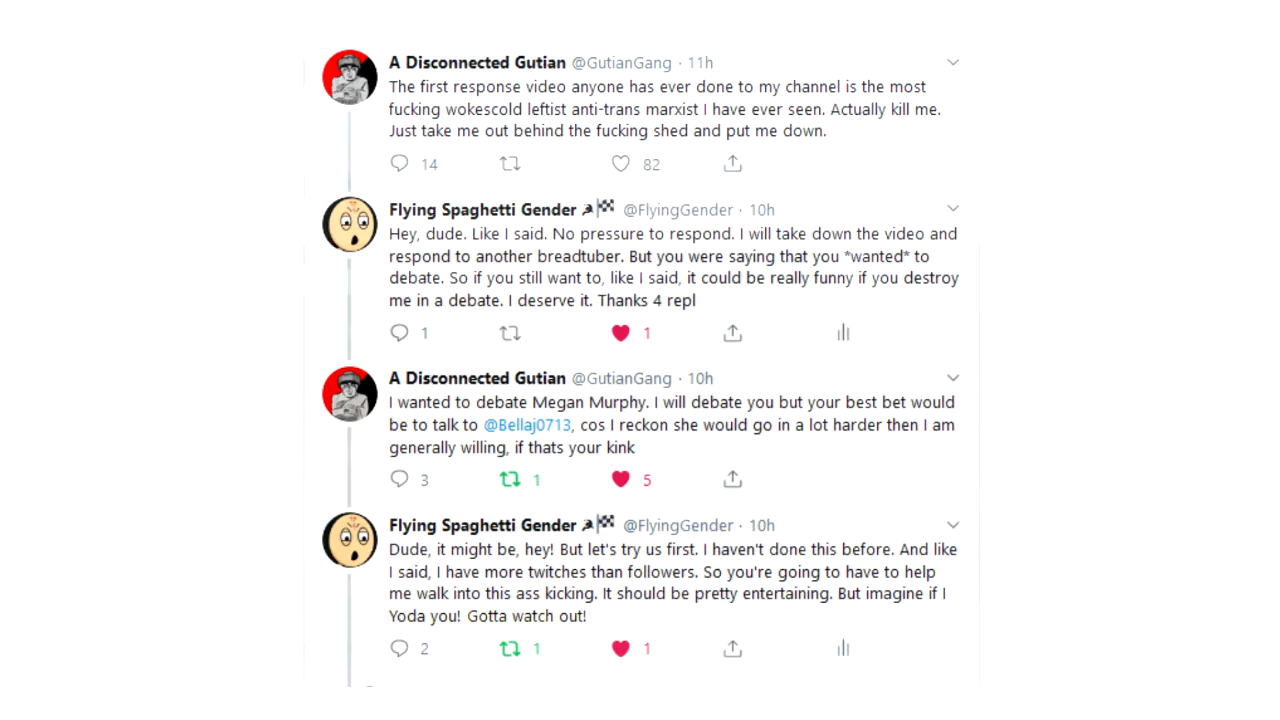 A Disconnected Gutian @GutianGang · 11h
The first response video anyone has ever done to my channel is the most
fucking wokescold leftist anti-trans marxist I have ever seen. Actually kill me.
Just take me out behind the fucking shed and put me down.
14 82
Flying Spaghetti Gender ☭🏁 @FlyingGender · 10h
Hey, dude. Like I said. No pressure to respond. I will take down the video and
respond to another breadtuber. But you were saying that you *wanted* to
debate. So if you still want to, like I said, it could be really funny if you destroy
me in a debate. I deserve it. Thanks 4 repl
1 1
A Disconnected Gutian @GutianGang · 10h
I wanted to debate Megan Murphy. I will debate you but your best bet would
be to talk to @Bellaj0713, cos I reckon she would go in a lot harder then I am
generally willing, if thats your kink
3 1 5
Flying Spaghetti Gender ☭🏁 @FlyingGender · 10h
Dude, it might be, hey! But let's try us first. I haven't done this before. And like
I said, I have more twitches than followers. So you're going to have to help
me walk into this ass kicking. It should be pretty entertaining. But imagine if I
Yoda you! Gotta watch out!
2 1 1